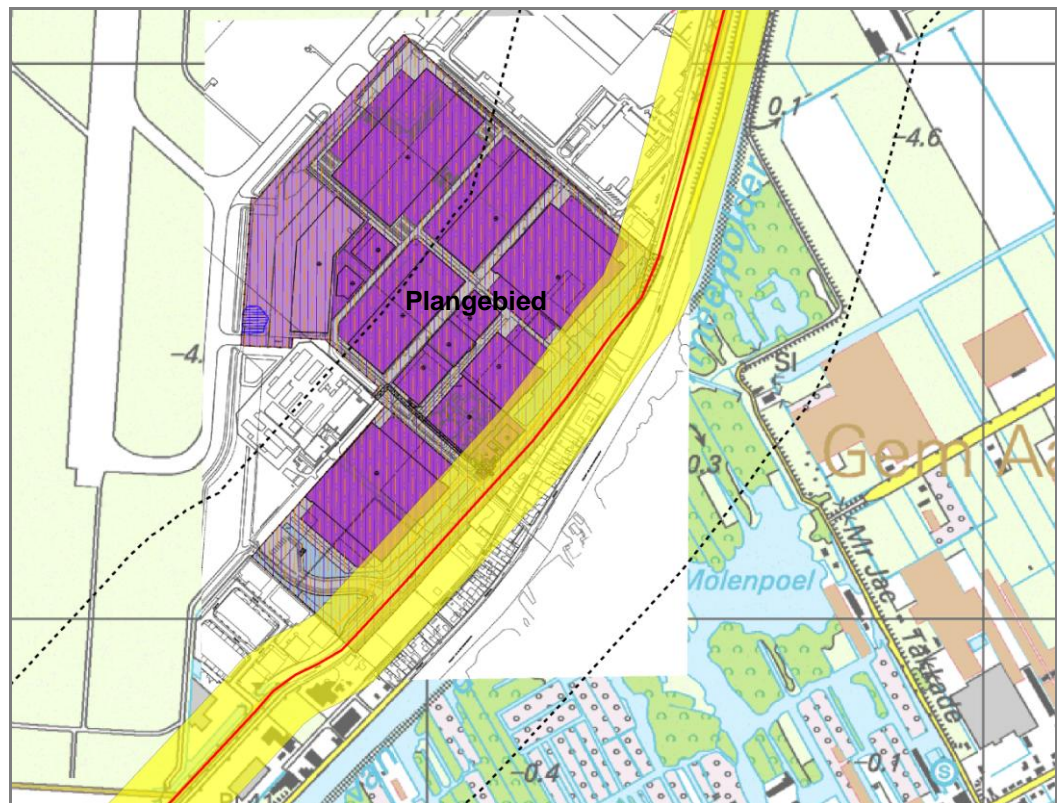 0.1
-4.6
Plangebied
-4.
SI
Gem Aa
0.3
Molenpoel
Mr Jac - Takkade
-0.4
-0.1
S